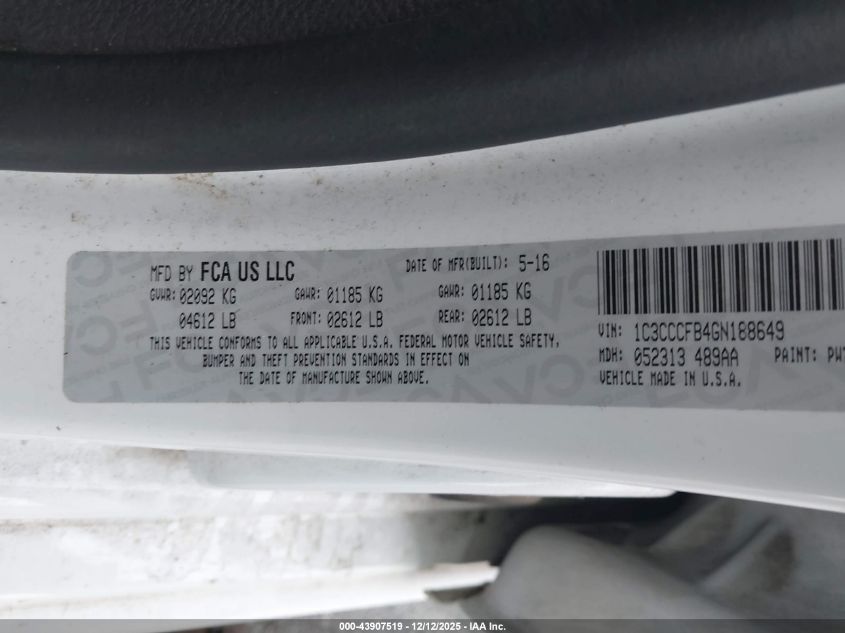 MFD BY FCA US LLC
DATE OF MFR(BUILT): 5-16
GVWR: 02092 KG GAWR: 01185 KG GAWR: 01185 KG
04612 LB FRONT: 02612 LB REAR: 02612 LB
THIS VEHICLE CONFORMS TO ALL APPLICABLE U.S.A. FEDERAL MOTOR VEHICLE SAFETY,
BUMPER AND THEFT PREVENTION STANDARDS IN EFFECT ON
THE DATE OF MANUFACTURE SHOWN ABOVE.
VIN: 1C3CCCFB4GN188649
MDH: 052313 489AA PAINT:
VEHICLE MADE IN U.S.A.
000-43907519 - 12/12/2025 - IAA Inc.